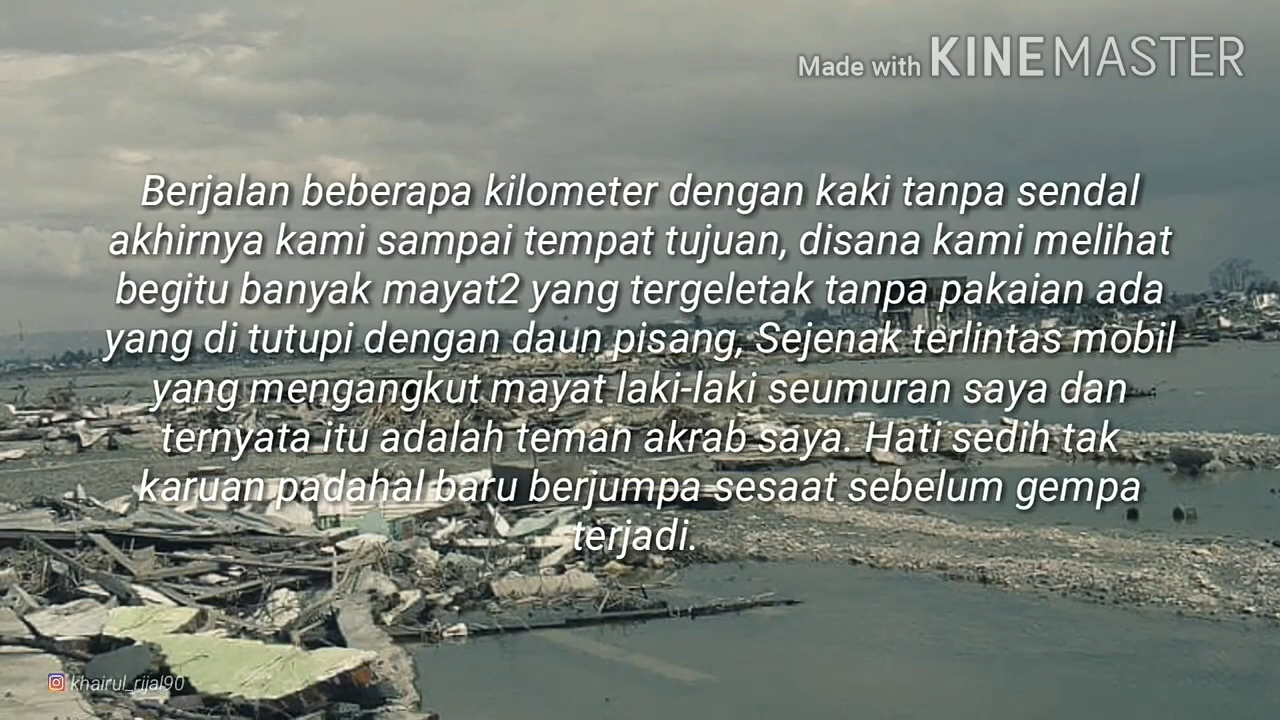 Made with KINEMASTER
Berjalan beberapa kilometer dengan kaki tanpa sendal
akhirnya kami sampai tempat tujuan, disana kami melihat
begitu banyak mayat2 yang tergeletak tanpa pakaian ada
yang di tutupi dengan daun pisang, Sejenak terlintas mobil
yang mengangkut mayat laki-laki seumuran saya dan
ternyata itu adalah teman akrab saya. Hati sedih tak
karuan padahal baru berjumpa sesaat sebelum gempa
terjadi.
khairul_rijal90